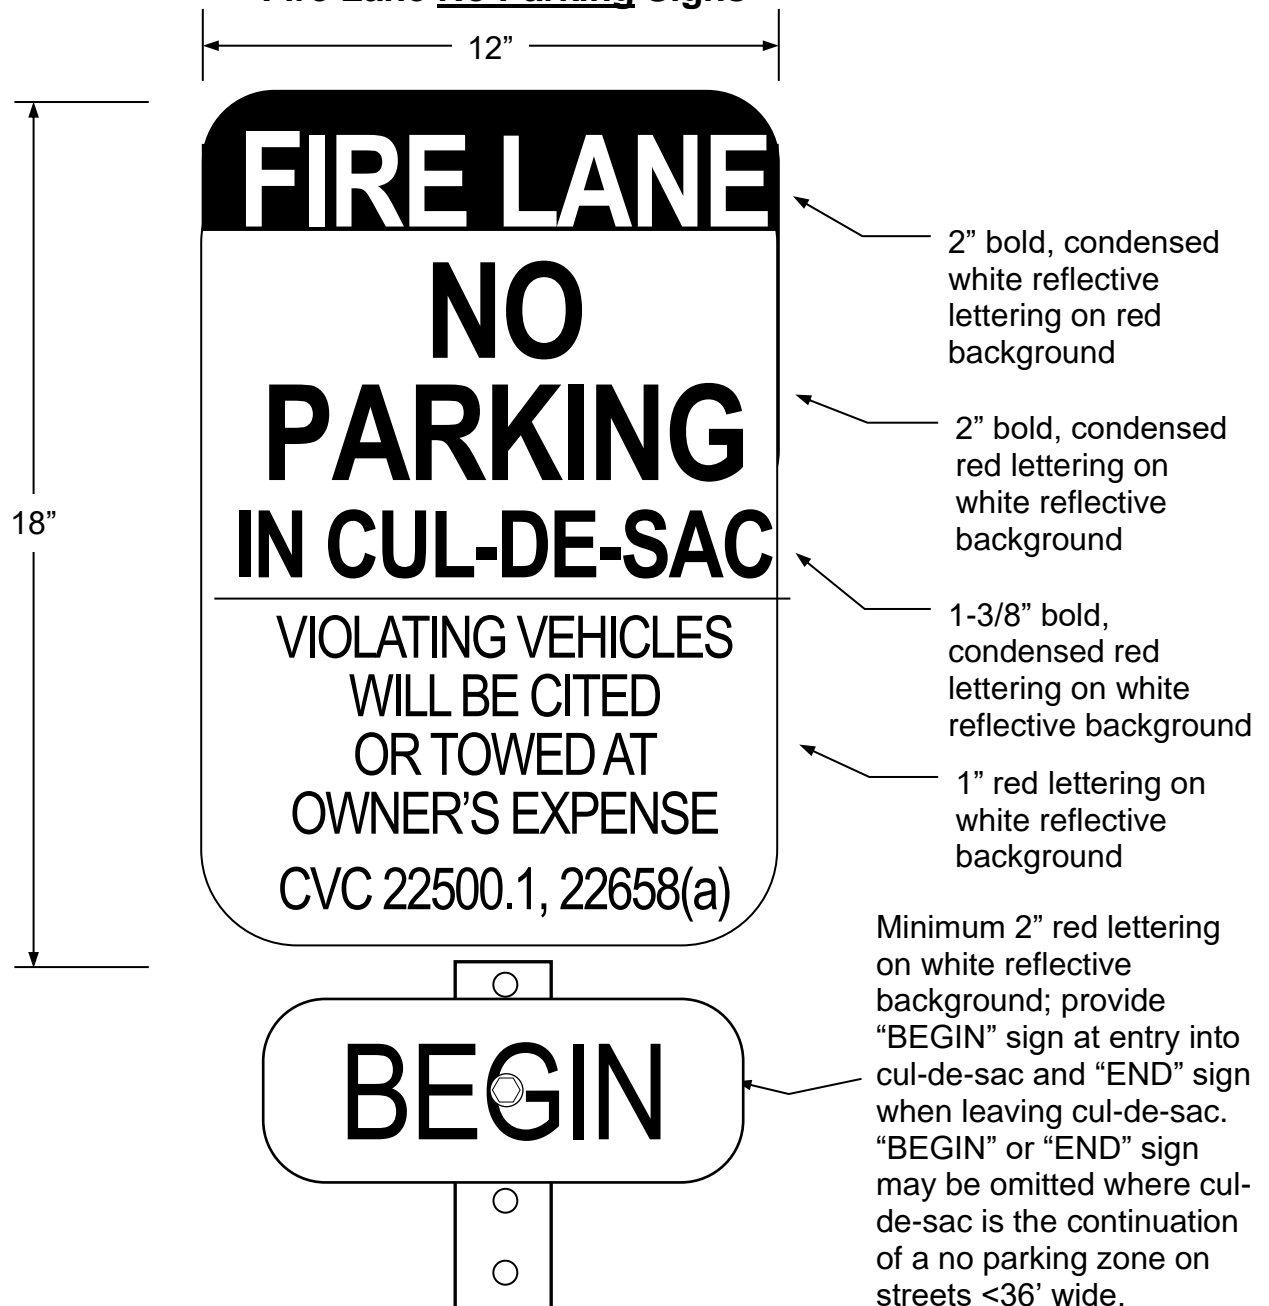 Fire Lane No Parking Signs
12”
FIRE LANE
NO
PARKING
IN CUL-DE-SAC
VIOLATING VEHICLES
WILL BE CITED
OR TOWED AT
OWNER’S EXPENSE
CVC 22500.1, 22658(a)
18”
BEGIN
2” bold, condensed
white reflective
lettering on red
background
2” bold, condensed
red lettering on
white reflective
background
1-3/8” bold,
condensed red
lettering on white
reflective background
1” red lettering on
white reflective
background
Minimum 2” red lettering
on white reflective
background; provide
“BEGIN” sign at entry into
cul-de-sac and “END” sign
when leaving cul-de-sac.
“BEGIN” or “END” sign
may be omitted where cul-
de-sac is the continuation
of a no parking zone on
streets <36’ wide.